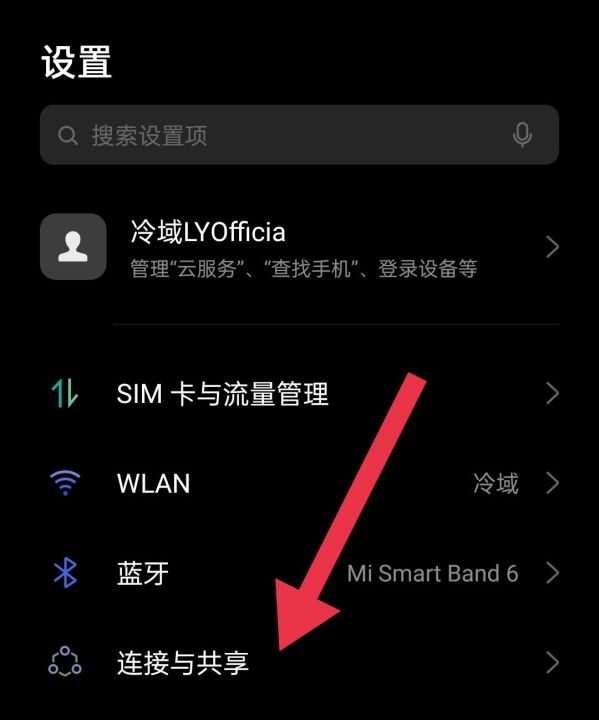 设置
搜索设置项
冷域LYOfficia
管理“云服务”、“查找手机”、登录设备等
SIM 卡与流量管理
WLAN 冷域
蓝牙 Mi Smart Band 6
连接与共享